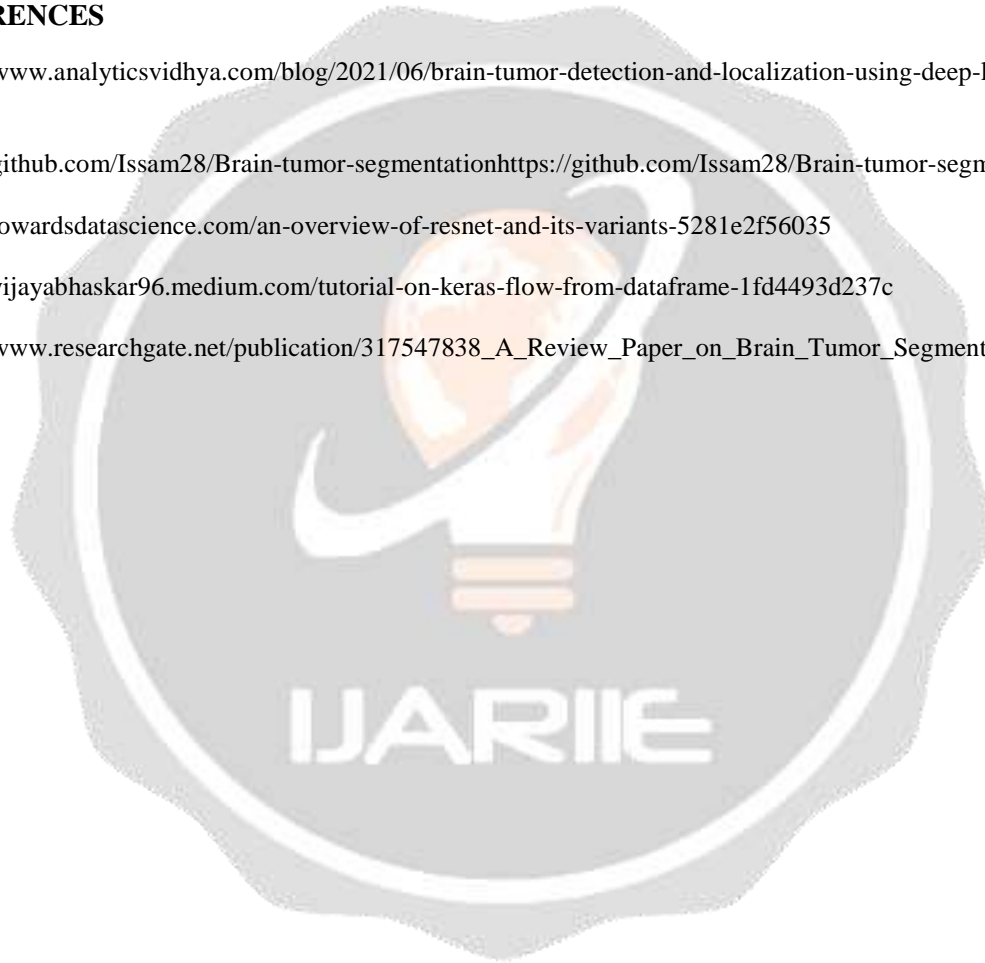 RENCES
www.analyticsvidhya.com/blog/2021/06/brain-tumor-detection-and-localization-using-deep-
github.com/Issam28/Brain-tumor-segmentationhttps://github.com/Issam28/Brain-tumor-segm
owardsdatascience.com/an-overview-of-resnet-and-its-variants-5281e2f56035
vijayabhaskar96.medium.com/tutorial-on-keras-flow-from-dataframe-1fd4493d237c
www.researchgate.net/publication/317547838_A_Review_Paper_on_Brain_Tumor_Segment
IJARIIE